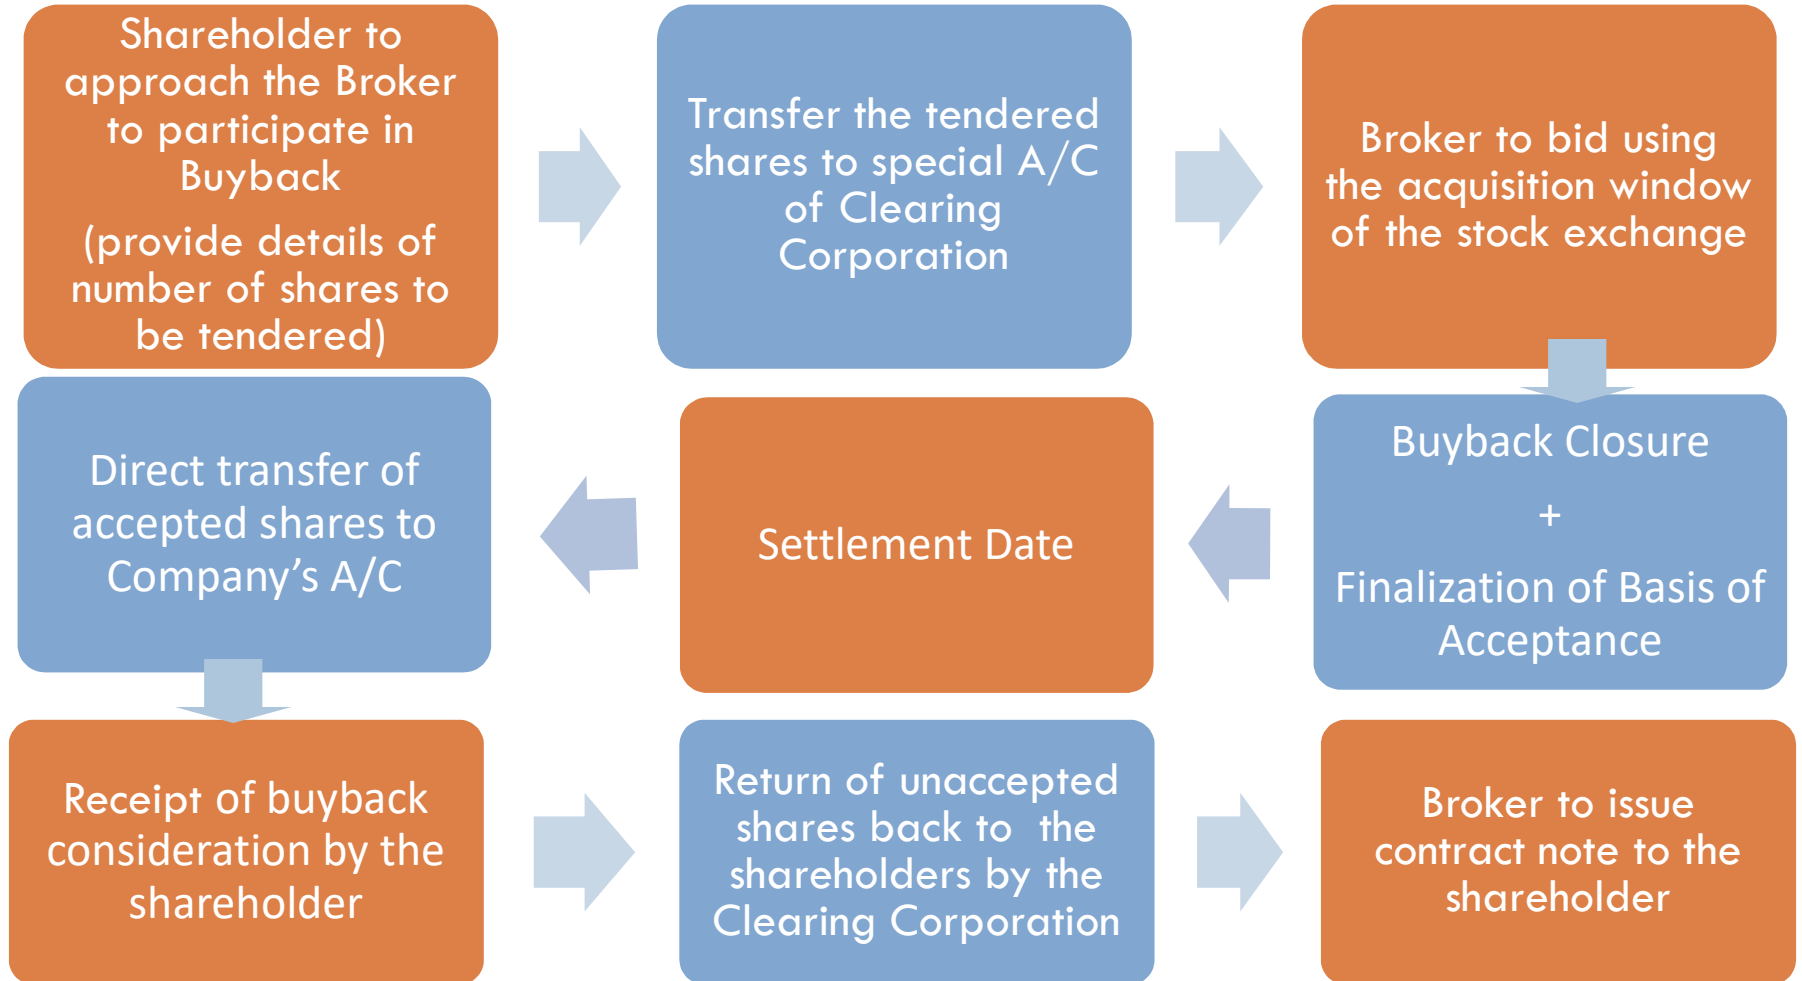 Shareholder to
approach the Broker
to participate in
Buyback
(provide details of
number of shares to
be tendered)
Transfer the tendered
shares to special A/C
of Clearing
Corporation
Broker to bid using
the acquisition window
of the stock exchange
Buyback Closure
+
Finalization of Basis of
Acceptance
Settlement Date
Direct transfer of
accepted shares to
Company’s A/C
Receipt of buyback
consideration by the
shareholder
Return of unaccepted
shares back to the
shareholders by the
Clearing Corporation
Broker to issue
contract note to the
shareholder